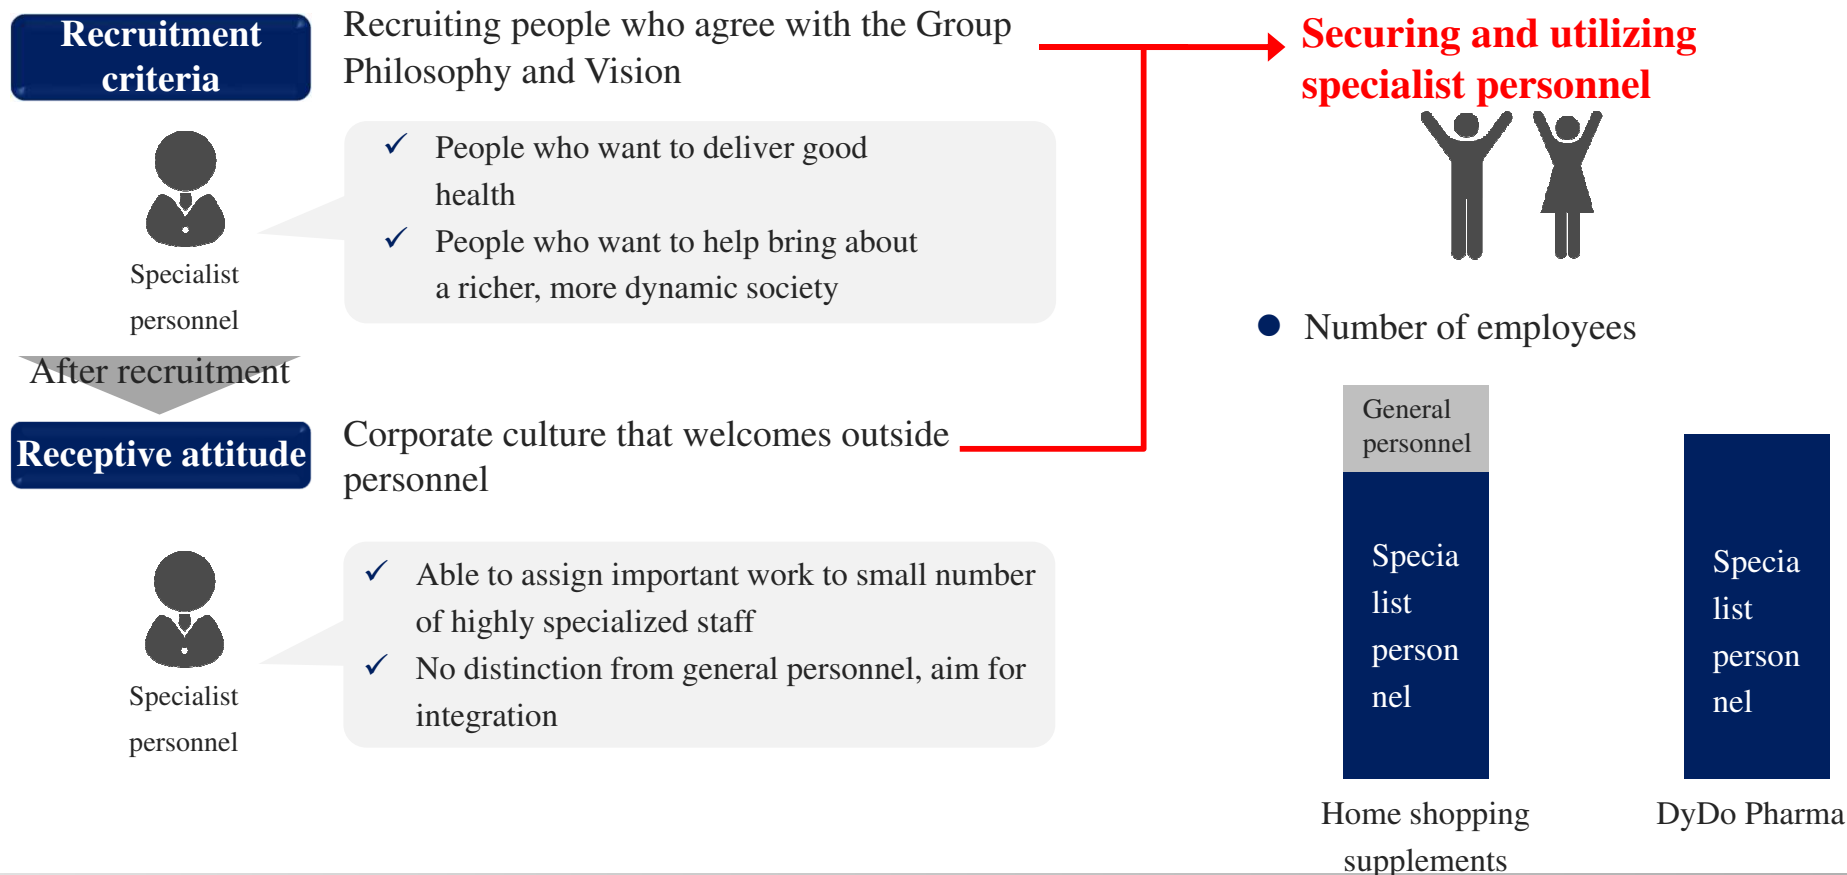 Recruitment
criteria
Recruiting people who agree with the Group
Philosophy and Vision
Specialist
personnel
✓ People who want to deliver good
health
✓ People who want to help bring about
a richer, more dynamic society
After recruitment
Receptive attitude
Corporate culture that welcomes outside
personnel
Specialist
personnel
✓ Able to assign important work to small number
of highly specialized staff
✓ No distinction from general personnel, aim for
integration
Securing and utilizing
specialist personnel
● Number of employees
General
personnel
Specia
list
person
nel
Home shopping
supplements
Specia
list
person
nel
DyDo Pharma